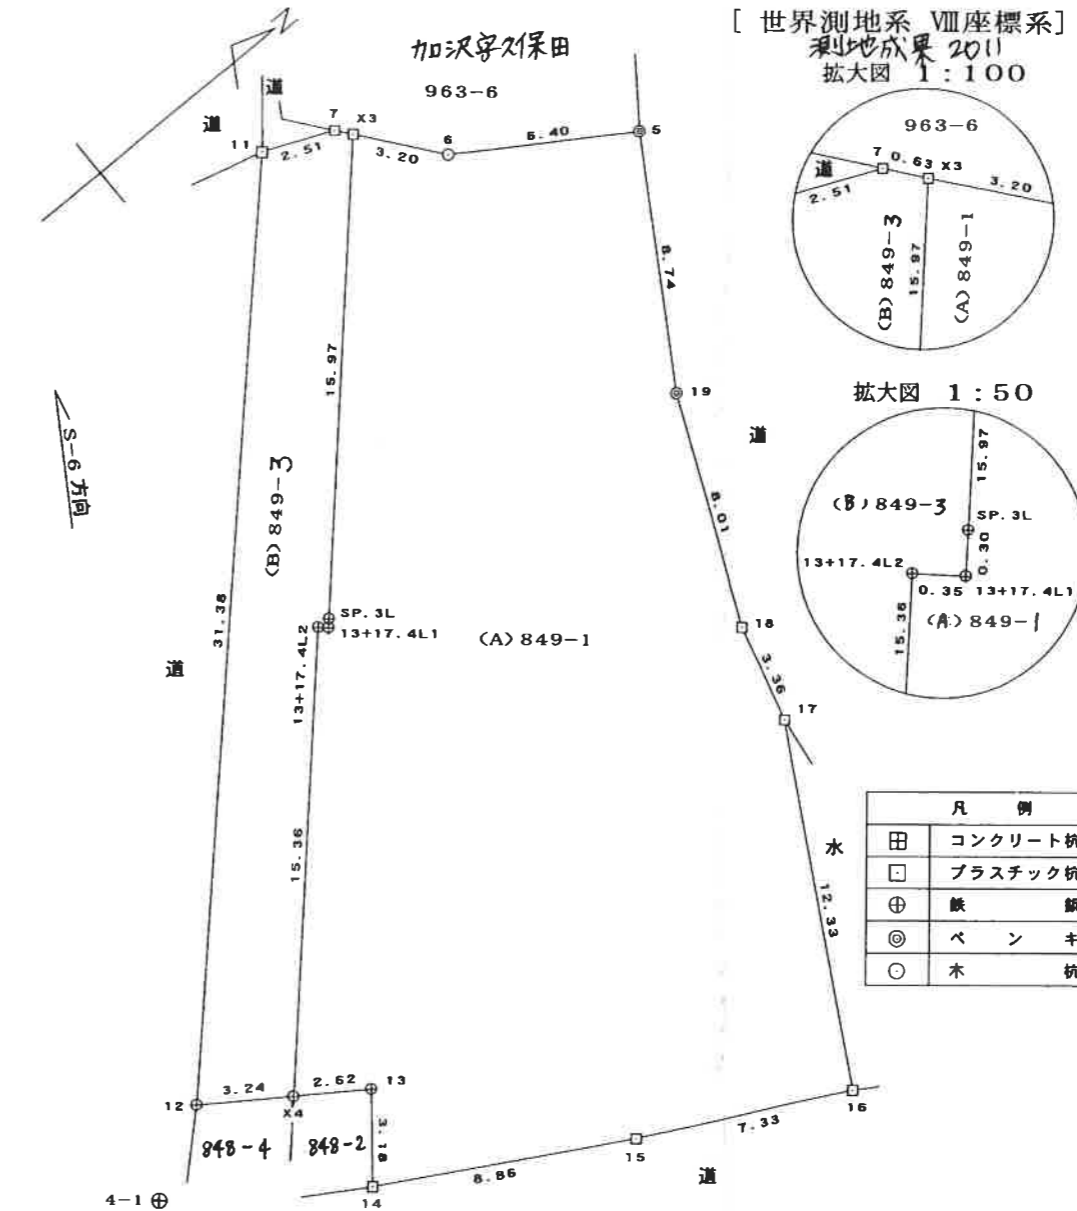 [ 世界測地系 Ⅷ座標系]
測地成果 2011
加沢字久保田
963-6
N
道
道
7
X3
11
2.51
3.20
6
6.40
5
8.74
15.97
19
道
8.01
S-6 方向
(B) 849-3
31.38
SP. 3L
13+17.4L1
13+17.4L2
(A) 849-1
18
3.36
17
道
15.36
水
12.33
12
3.24
X4
2.62
13
3.18
848-4
848-2
4-1
14
8.86
15
7.33
16
道
拡大図 1:100
963-6
道
7 0.63 X3
2.51
3.20
(B) 849-3
15.97
(A) 849-1
拡大図 1:50
15.97
(B) 849-3
SP. 3L
0.30
13+17.4L2
0.35 13+17.4L1
15.36
(A) 849-1
凡 例
コンクリート杭
プラスチック杭
鉄 鋲
ペ ン キ
木 杭